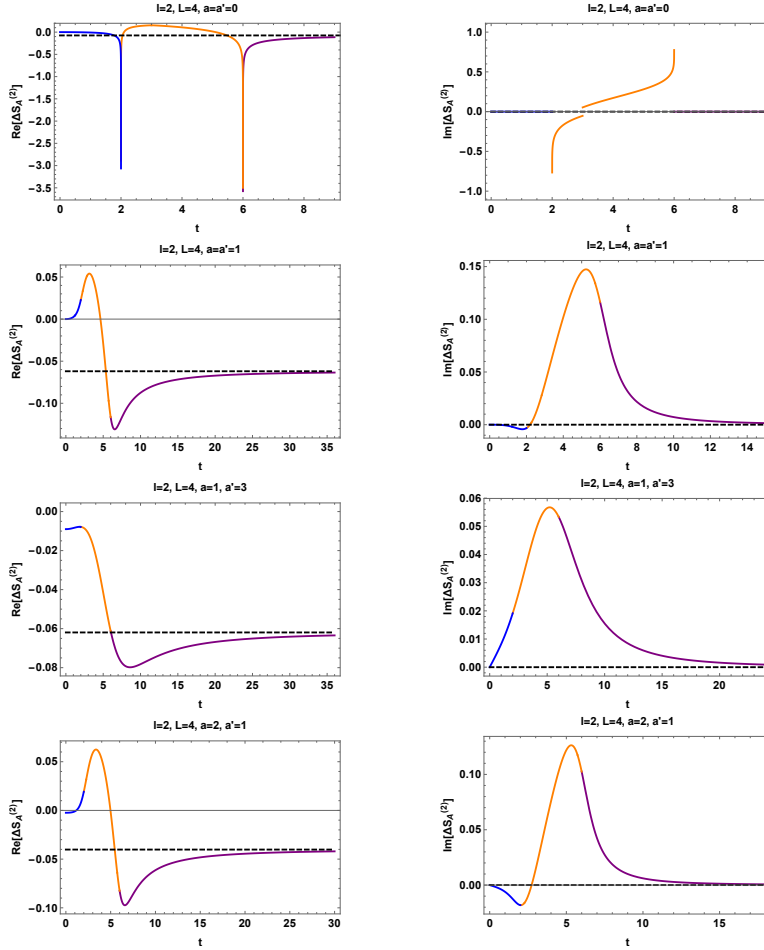 l=2, L=4, a=a'=0
Re[ΔS_A^(2)]
0.0
−0.5
−1.0
−1.5
−2.0
−2.5
−3.0
−3.5
0 2 4 6 8
t
l=2, L=4, a=a'=0
Im[ΔS_A^(2)]
1.0
0.5
0.0
−0.5
−1.0
0 2 4 6 8
t
l=2, L=4, a=a'=1
Re[ΔS_A^(2)]
0.05
0.00
−0.05
−0.10
0 5 10 15 20 25 30 35
t
l=2, L=4, a=a'=1
Im[ΔS_A^(2)]
0.15
0.10
0.05
0.00
0 2 4 6 8 10 12 14
t
l=2, L=4, a=1, a'=3
Re[ΔS_A^(2)]
0.00
−0.02
−0.04
−0.06
−0.08
0 5 10 15 20 25 30 35
t
l=2, L=4, a=1, a'=3
Im[ΔS_A^(2)]
0.06
0.05
0.04
0.03
0.02
0.01
0.00
0 5 10 15 20
t
l=2, L=4, a=2, a'=1
Re[ΔS_A^(2)]
0.05
0.00
−0.05
−0.10
0 5 10 15 20 25 30
t
l=2, L=4, a=2, a'=1
Im[ΔS_A^(2)]
0.10
0.05
0.00
0 5 10 15
t